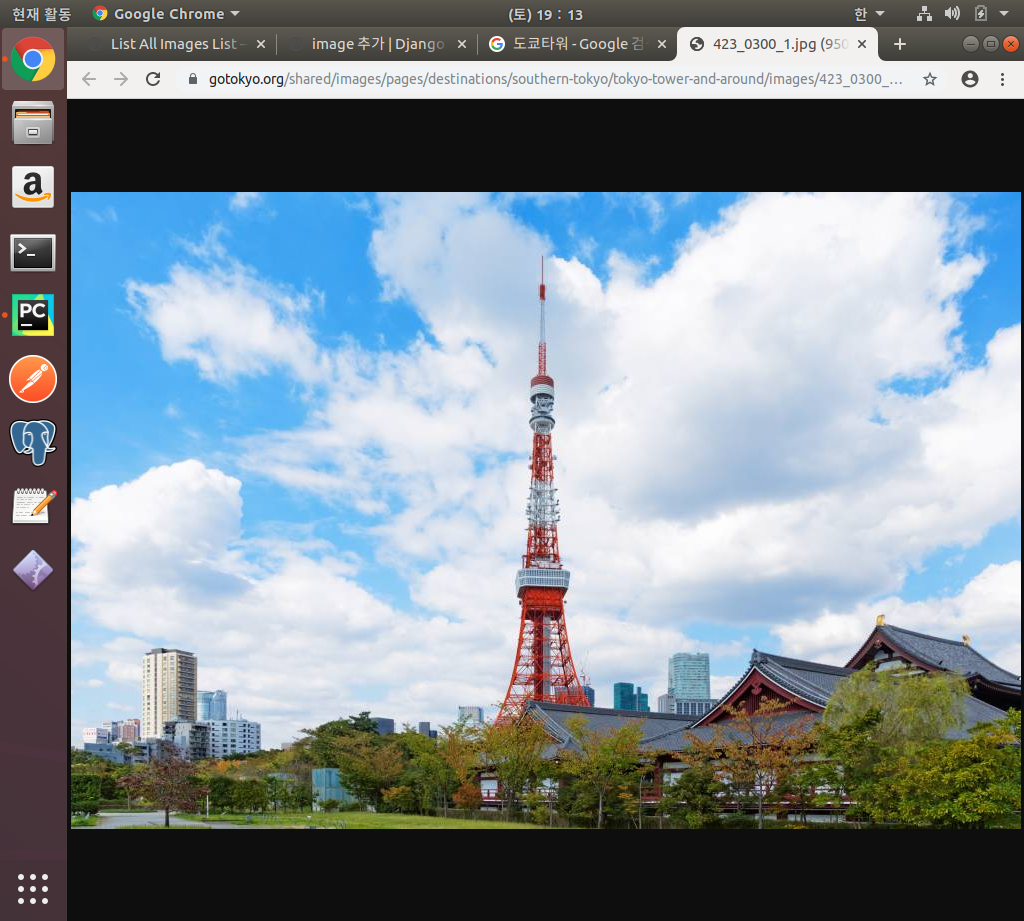 현재 활동
Google Chrome
(토) 19 : 13
한
List All Images List -
image 추가 | Django
도쿄타워 - Google 검
423_0300_1.jpg (950
gotokyo.org/shared/images/pages/destinations/southern-tokyo/tokyo-tower-and-around/images/423_0300_...
a
>_
PC